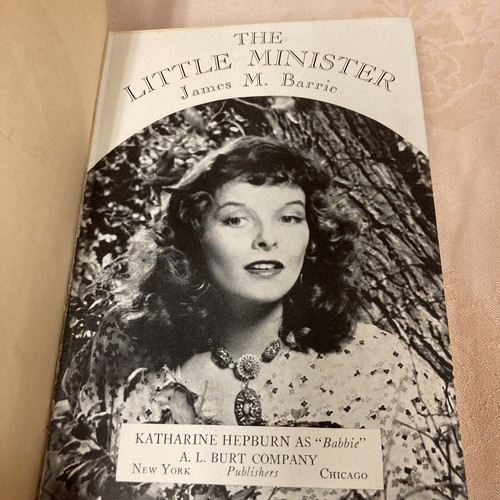 THE
LITTLE MINISTER
James M. Barrie
KATHARINE HEPBURN AS "Babbie"
A. L. BURT COMPANY
NEW YORK Publishers CHICAGO